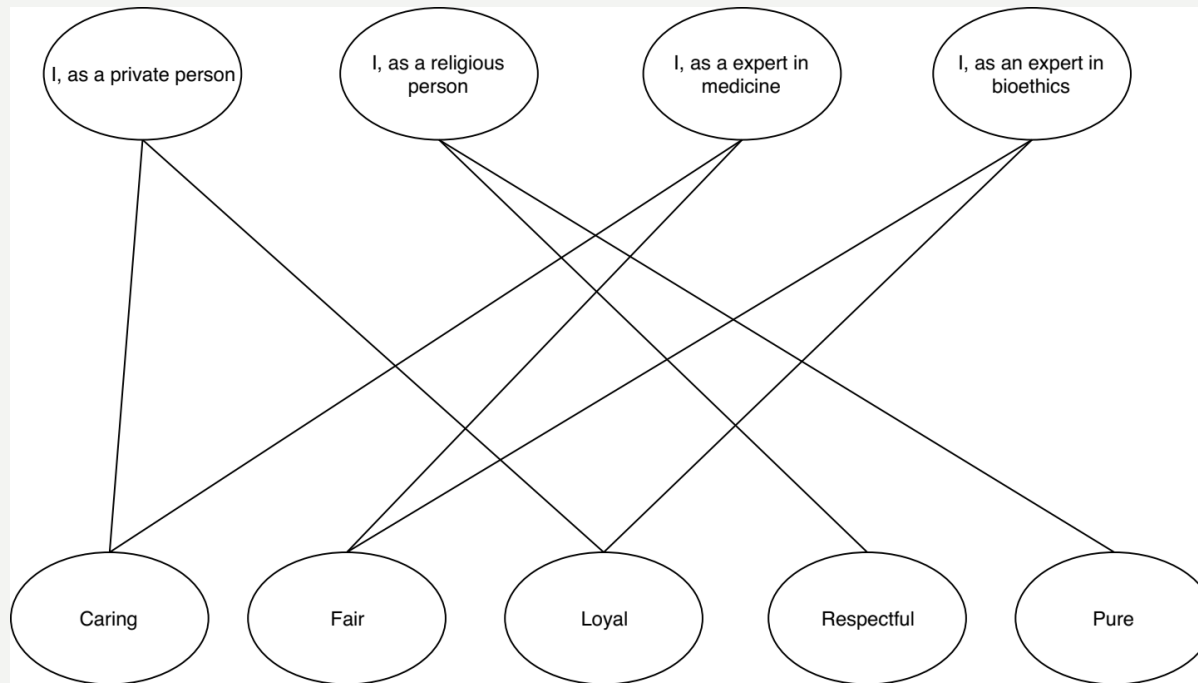 I, as a private person
I, as a religious
person
I, as a expert in
medicine
I, as an expert in
bioethics
Caring
Fair
Loyal
Respectful
Pure